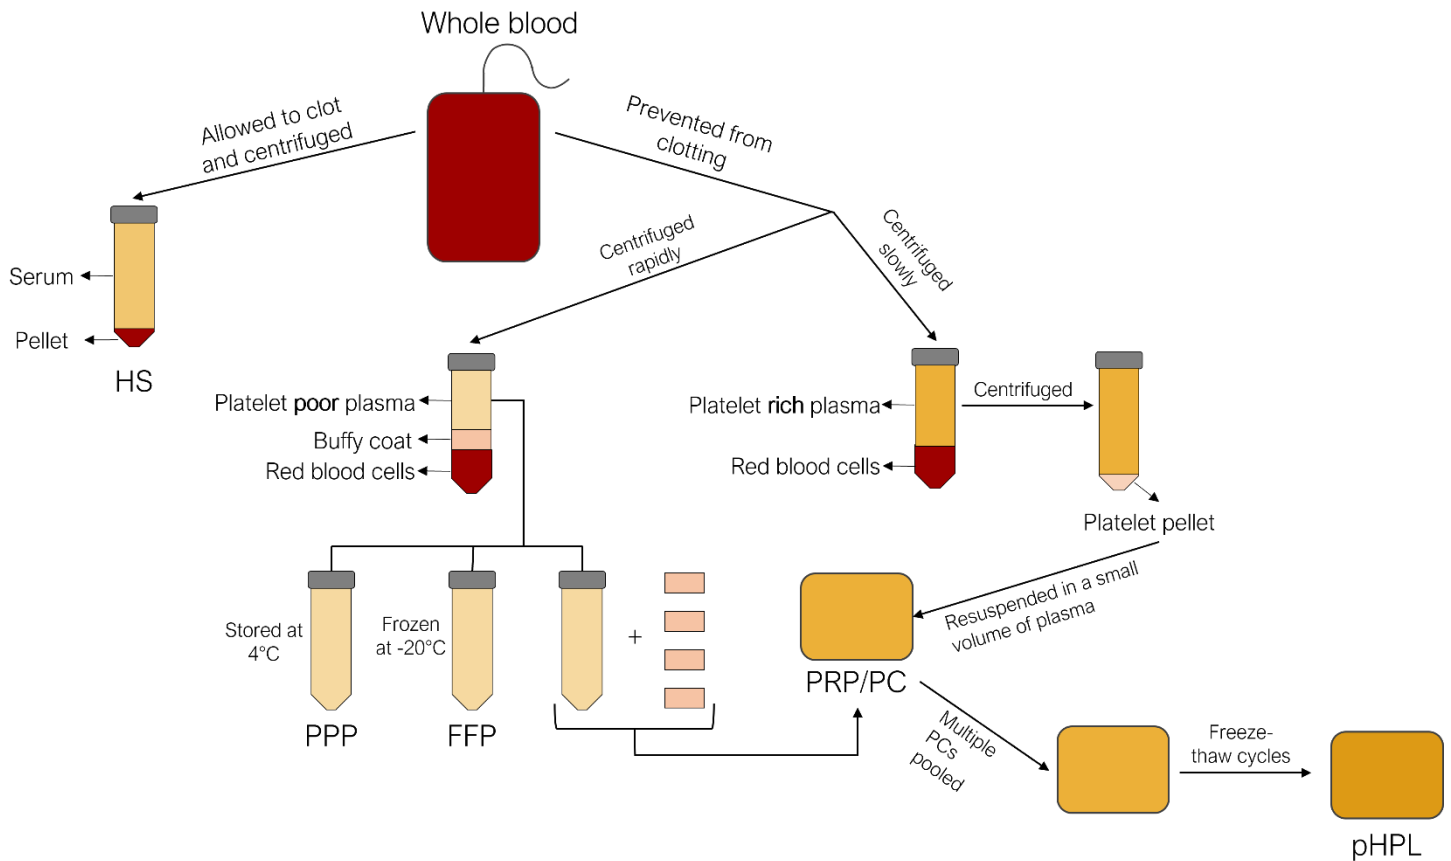 Whole blood
Allowed to clot
and centrifuged
Prevented from
clotting
Centrifuged
rapidly
Centrifuged
slowly
Serum
Pellet
HS
Platelet poor plasma
Buffy coat
Red blood cells
Platelet rich plasma
Red blood cells
Centrifuged
Platelet pellet
Resuspended in a small
volume of plasma
Stored at
4°C
Frozen
at -20°C
+
PPP
FFP
PRP/PC
Multiple
PCs
pooled
Freeze-
thaw cycles
pHPL